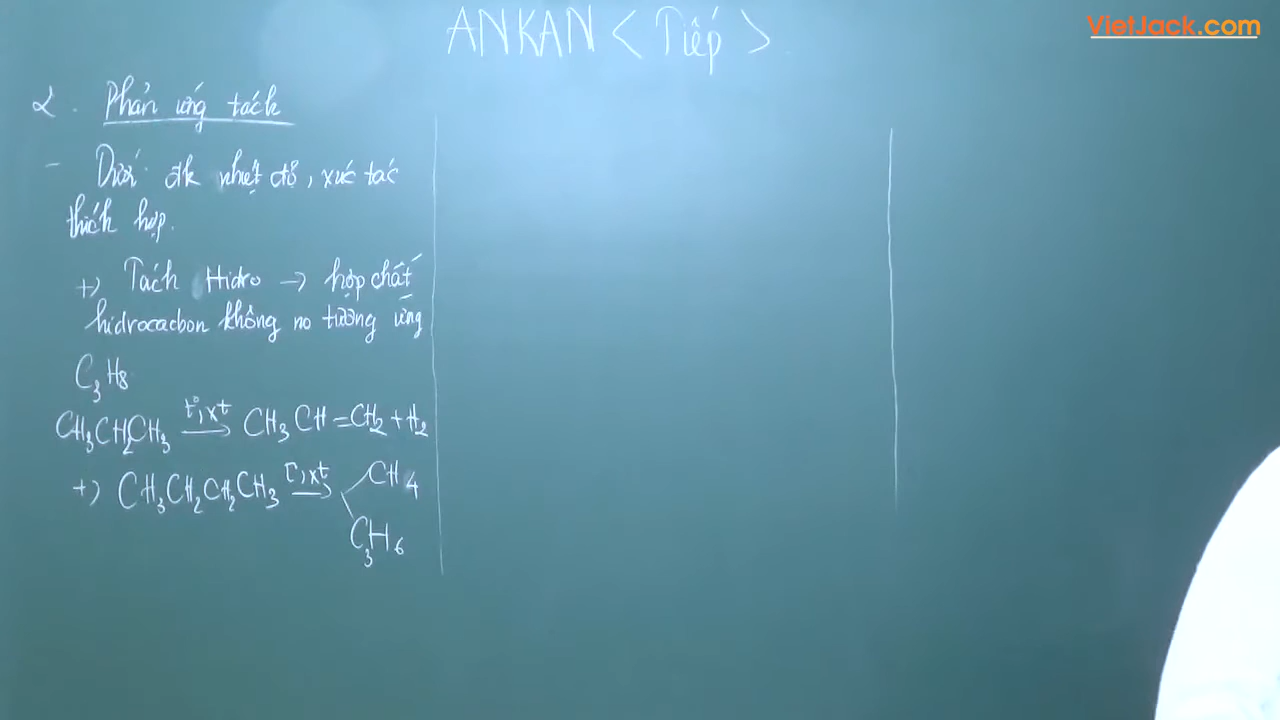 ANKAN < Tiếp >
VietJack.com
2. Phản ứng tách
- Dưới đk nhiệt độ, xúc tác
thích hợp.
+) Tách Hidro → hợp chất
hidrocacbon không no tương ứng
C₃H₈
CH₃CH₂CH₃ t°, xt → CH₃CH=CH₂ + H₂
+) CH₃CH₂CH₂CH₃ t°, xt → CH₄
C₃H₆